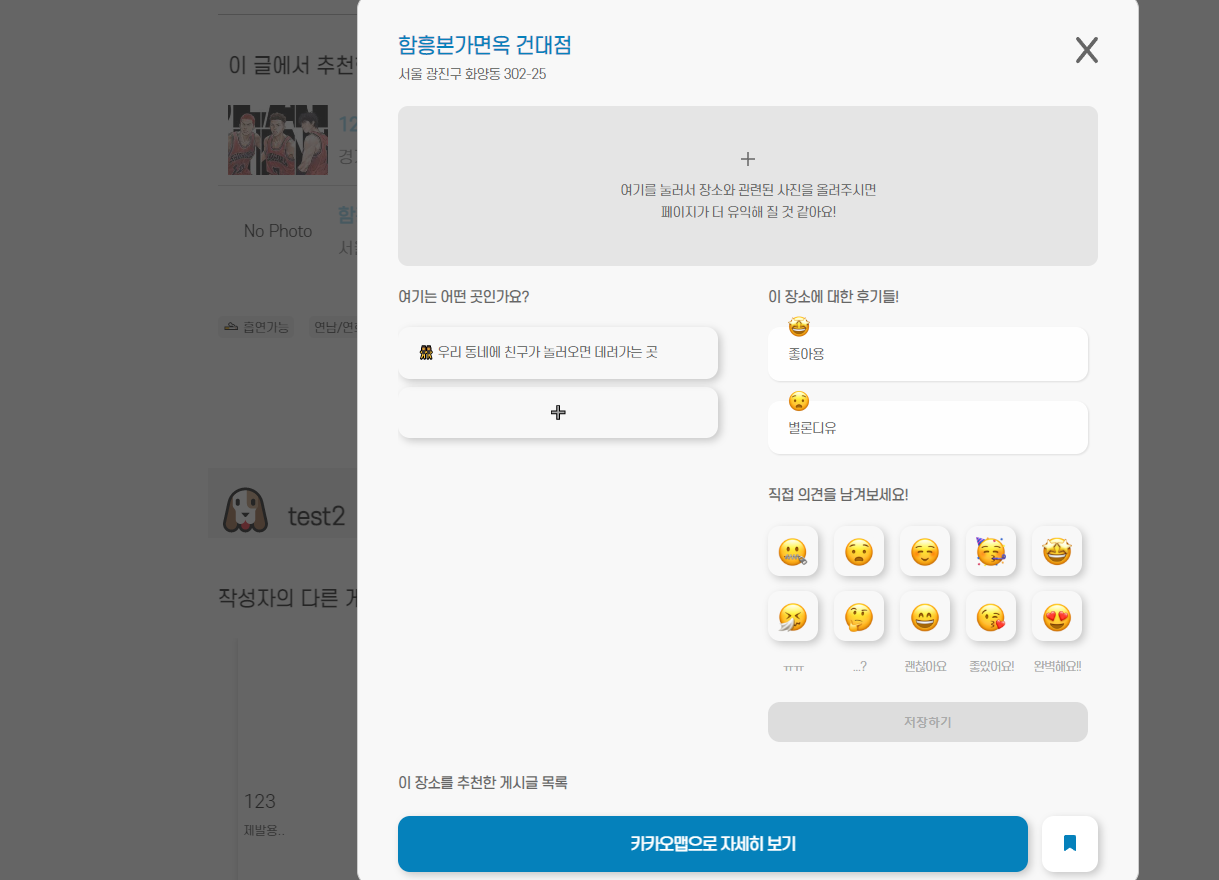 함흥본가면옥 건대점
서울 광진구 화양동 302-25
여기를 눌러서 장소와 관련된 사진을 올려주시면
페이지가 더 유익해 질 것 같아요!
여기는 어떤 곳인가요?
우리 동네에 친구가 놀러오면 데려가는 곳
이 장소에 대한 후기들!
좋아용
별론디유
직접 의견을 남겨보세요!
ㅠㅠ ...? 괜찮아요 좋았어요! 완벽해요!!
저장하기
이 장소를 추천한 게시글 목록
카카오맵으로 자세히 보기
이 글에서 추천
12
경
No Photo
함
서
흡연가능 연남/연
test2
작성자의 다른
123
제발용..